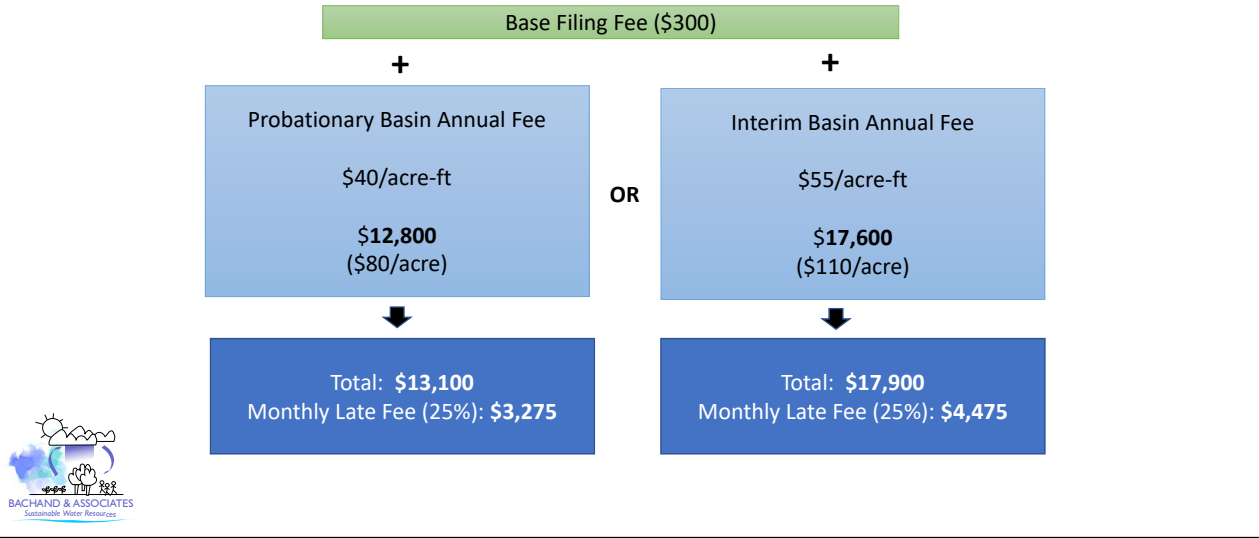 Base Filing Fee ($300)
+
+
Probationary Basin Annual Fee
$40/acre-ft
$12,800
($80/acre)
OR
Interim Basin Annual Fee
$55/acre-ft
$17,600
($110/acre)
Total: $13,100
Monthly Late Fee (25%): $3,275
Total: $17,900
Monthly Late Fee (25%): $4,475
BACHAND & ASSOCIATES
Sustainable Water Resources